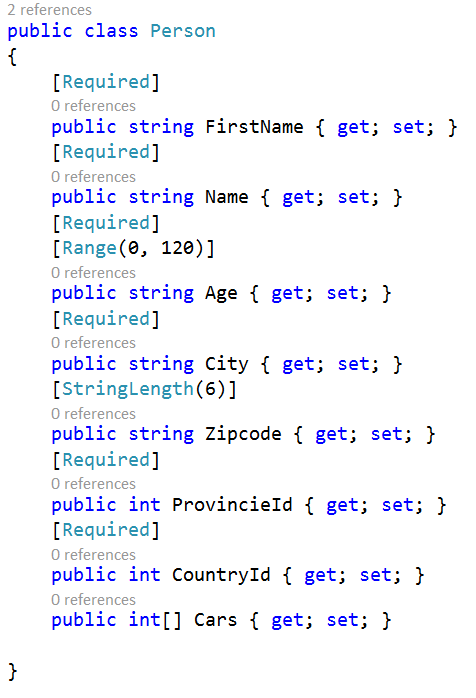 2 references
public class Person
{
[Required]
0 references
public string FirstName { get; set; }
[Required]
0 references
public string Name { get; set; }
[Required]
[Range(0, 120)]
0 references
public string Age { get; set; }
[Required]
0 references
public string City { get; set; }
[StringLength(6)]
0 references
public string Zipcode { get; set; }
[Required]
0 references
public int ProvincieId { get; set; }
[Required]
0 references
public int CountryId { get; set; }
0 references
public int[] Cars { get; set; }
}